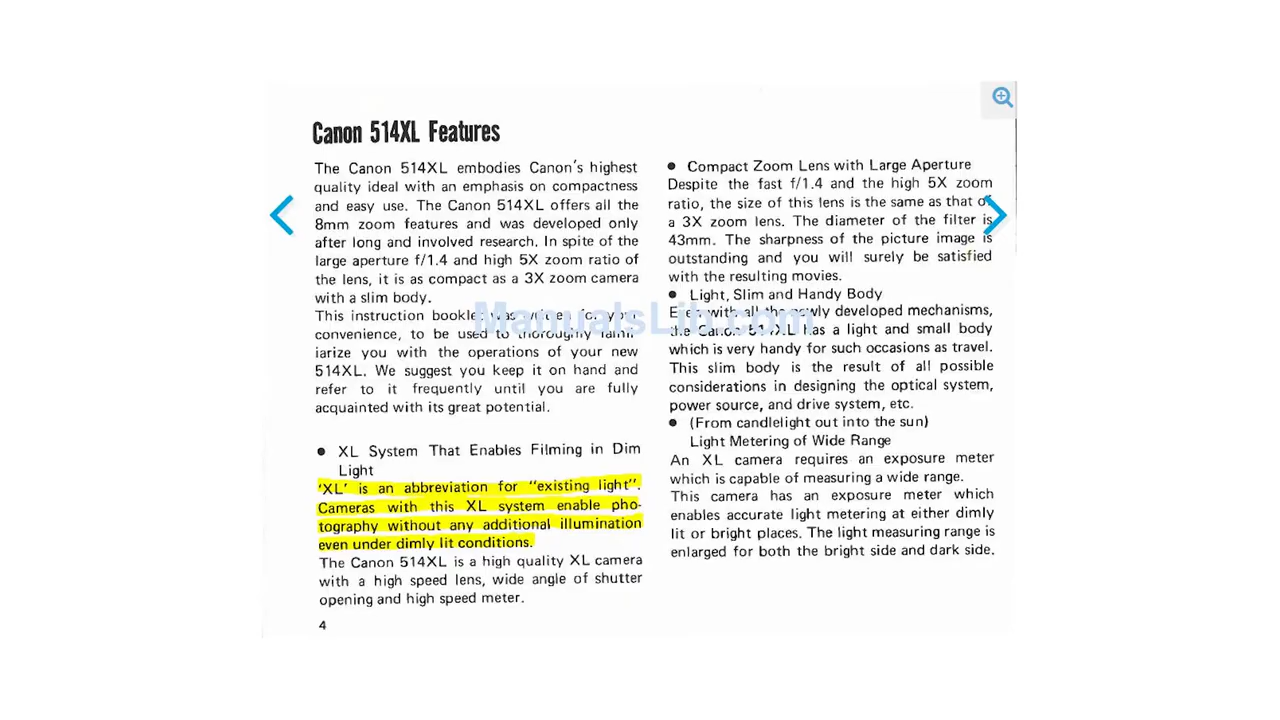 Canon 514XL Features
The Canon 514XL embodies Canon's highest
quality ideal with an emphasis on compactness
and easy use. The Canon 514XL offers all the
8mm zoom features and was developed only
after long and involved research. In spite of the
large aperture f/1.4 and high 5X zoom ratio of
the lens, it is as compact as a 3X zoom camera
with a slim body.
This instruction booklet was written for your
convenience, to be used to thoroughly famil-
iarize you with the operations of your new
514XL. We suggest you keep it on hand and
refer to it frequently until you are fully
acquainted with its great potential.
● XL System That Enables Filming in Dim
Light
'XL' is an abbreviation for "existing light".
Cameras with this XL system enable pho-
tography without any additional illumination
even under dimly lit conditions.
The Canon 514XL is a high quality XL camera
with a high speed lens, wide angle of shutter
opening and high speed meter.
4
● Compact Zoom Lens with Large Aperture
Despite the fast f/1.4 and the high 5X zoom
ratio, the size of this lens is the same as that of
a 3X zoom lens. The diameter of the filter is
43mm. The sharpness of the picture image is
outstanding and you will surely be satisfied
with the resulting movies.
● Light, Slim and Handy Body
Even with all the newly developed mechanisms,
the Canon 514XL has a light and small body
which is very handy for such occasions as travel.
This slim body is the result of all possible
considerations in designing the optical system,
power source, and drive system, etc.
● (From candlelight out into the sun)
Light Metering of Wide Range
An XL camera requires an exposure meter
which is capable of measuring a wide range.
This camera has an exposure meter which
enables accurate light metering at either dimly
lit or bright places. The light measuring range is
enlarged for both the bright side and dark side.
ManualsLib.com